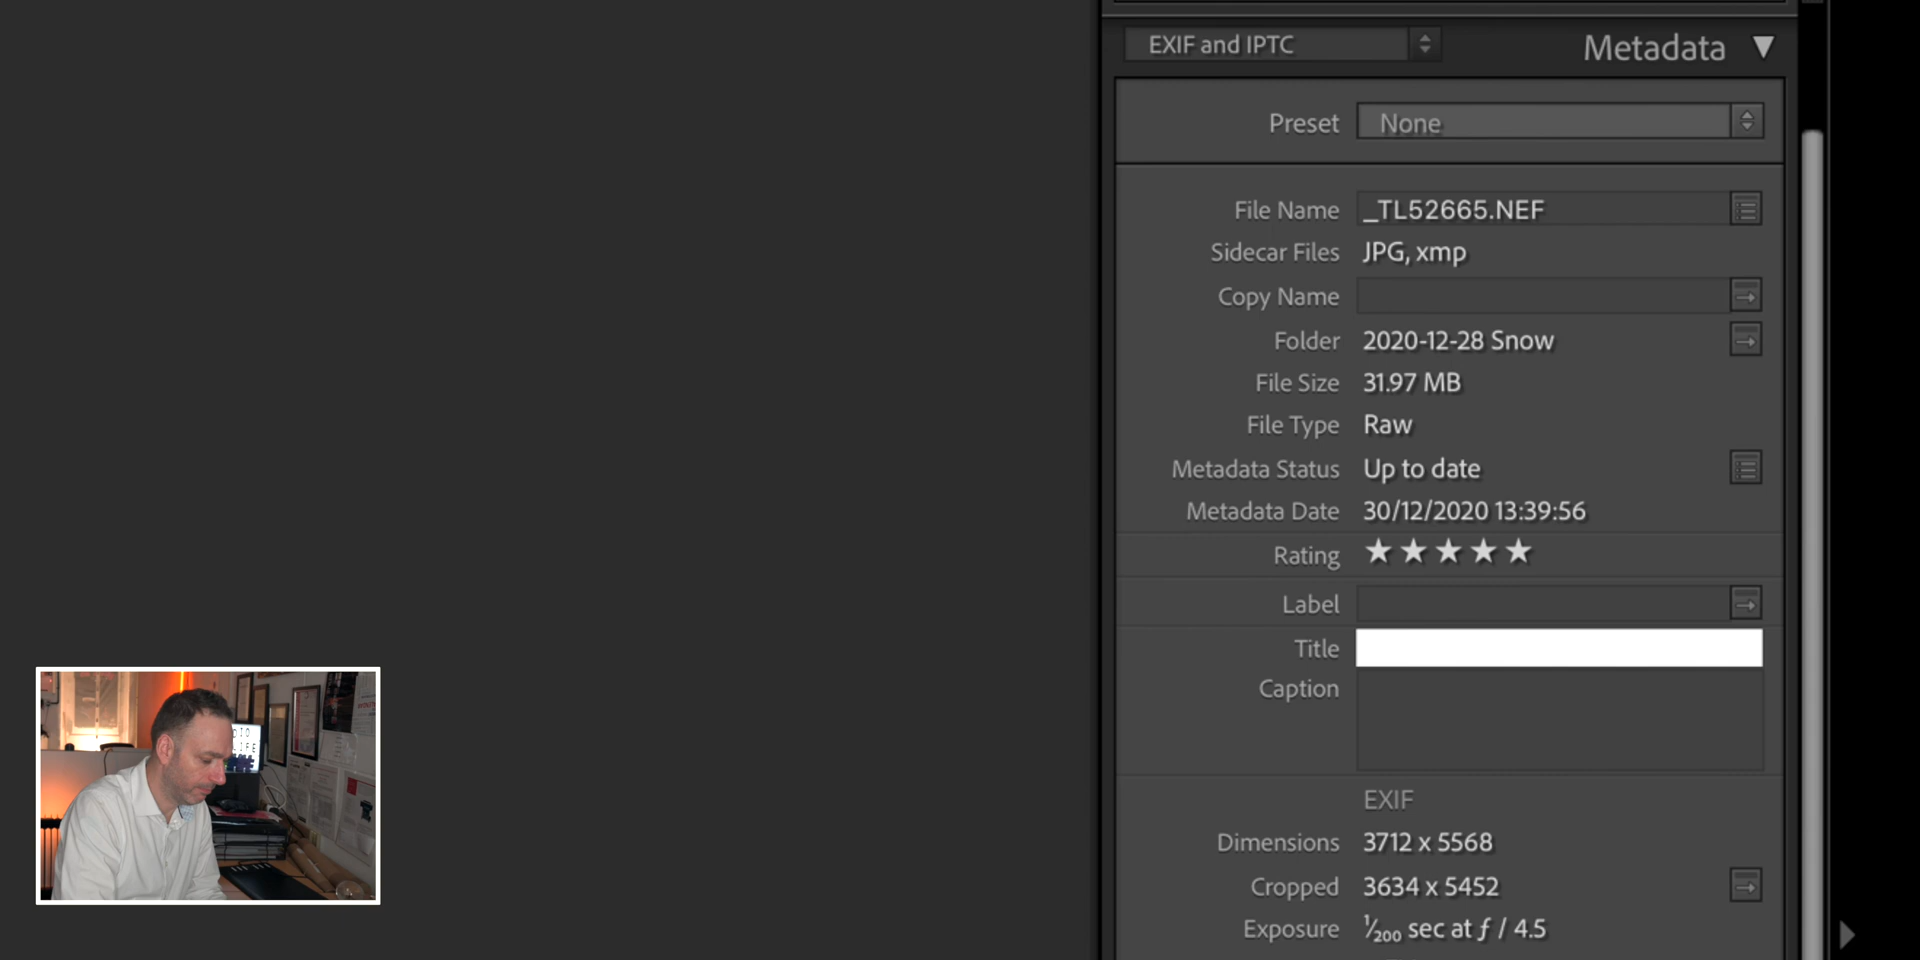 EXIF and IPTC Metadata ▼
Preset None
File Name _TL52665.NEF
Sidecar Files JPG, xmp
Copy Name
Folder 2020-12-28 Snow
File Size 31.97 MB
File Type Raw
Metadata Status Up to date
Metadata Date 30/12/2020 13:39:56
Rating ★ ★ ★ ★ ★
Label
Title
Caption
EXIF
Dimensions 3712 x 5568
Cropped 3634 x 5452
Exposure 1/200 sec at ƒ / 4.5